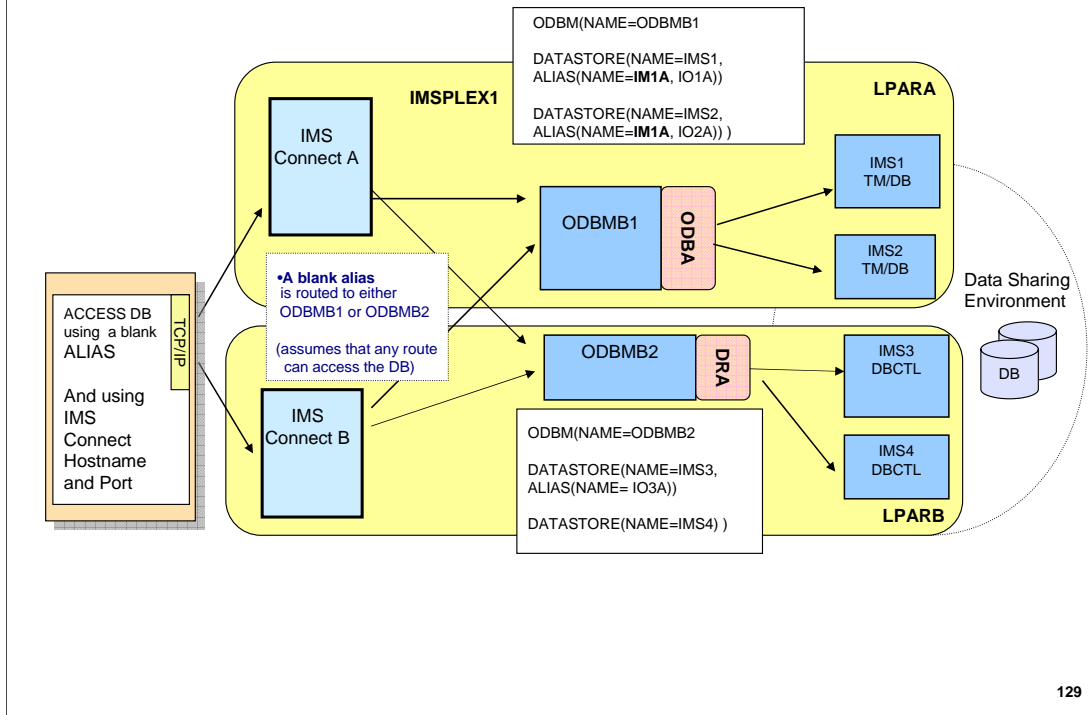 ODBM(NAME=ODBMB1
DATASTORE(NAME=IMS1,
ALIAS(NAME=IM1A, IO1A))
DATASTORE(NAME=IMS2,
ALIAS(NAME=IM1A, IO2A)) )
IMSPLEX1
LPARA
IMS
Connect A
ODBMB1
ODBA
IMS1
TM/DB
IMS2
TM/DB
•A blank alias
is routed to either
ODBMB1 or ODBMB2
(assumes that any route
can access the DB)
ACCESS DB
using a blank
ALIAS
And using
IMS
Connect
Hostname
and Port
TCP/IP
Data Sharing
Environment
DB
IMS
Connect B
ODBMB2
DRA
IMS3
DBCTL
IMS4
DBCTL
ODBM(NAME=ODBMB2
DATASTORE(NAME=IMS3,
ALIAS(NAME= IO3A))
DATASTORE(NAME=IMS4) )
LPARB
129